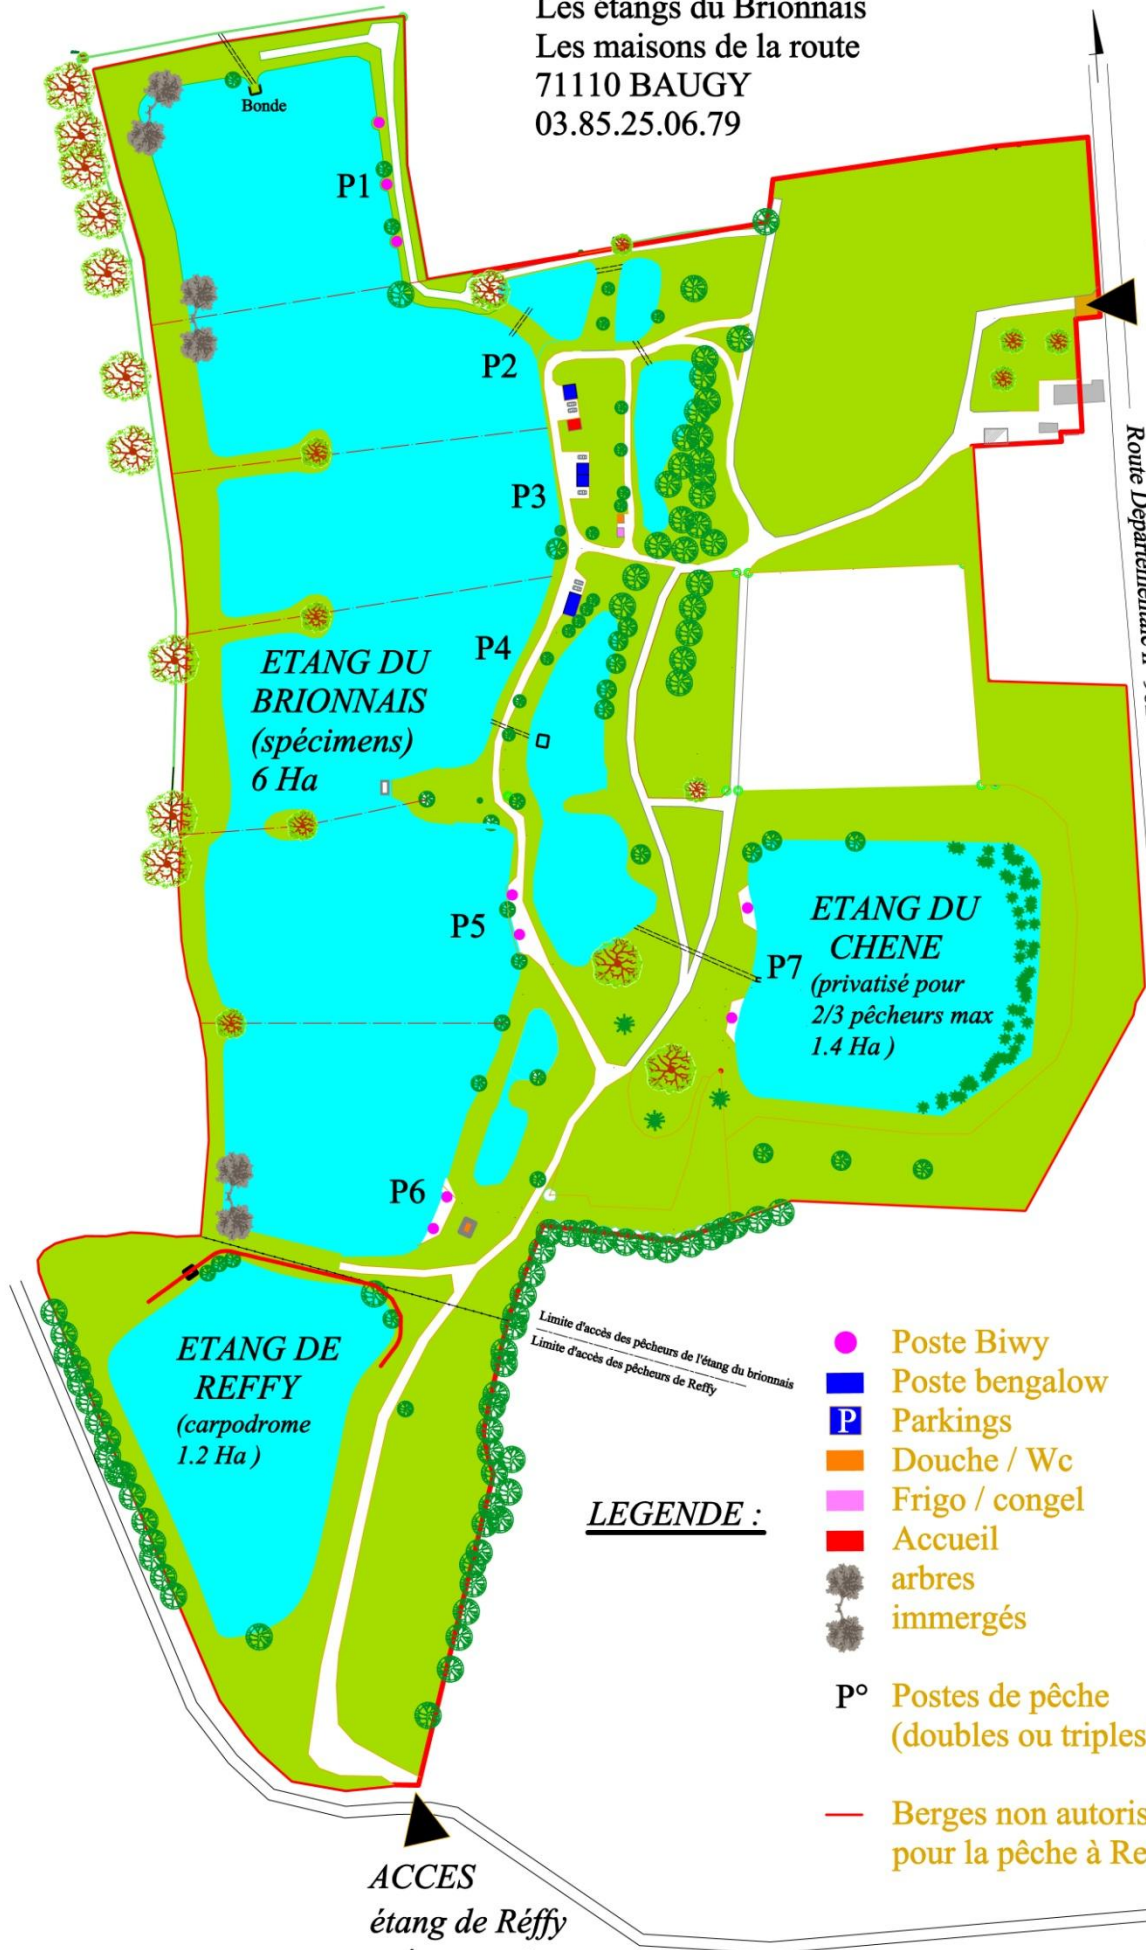 Les étangs du Brionnais
Les maisons de la route
71110 BAUGY
03.85.25.06.79
Bonde
P1
P2
P3
P4
P5
P6
P7
ETANG DU
BRIONNAIS
(spécimens)
6 Ha
Route Départementale
ETANG DU
CHENE
(privatisé pour
2/3 pêcheurs max
1.4 Ha )
Limite d'accès des pêcheurs de l'étang du brionnais
Limite d'accès des pêcheurs de Reffy
ETANG DE
REFFY
(carpodrome
1.2 Ha )
LEGENDE :
Poste Biwy
Poste bengalow
P Parkings
Douche / Wc
Frigo / congel
Accueil
arbres
immergés
P° Postes de pêche
(doubles ou triples
Berges non autoris
pour la pêche à Re
ACCES
étang de Réffy